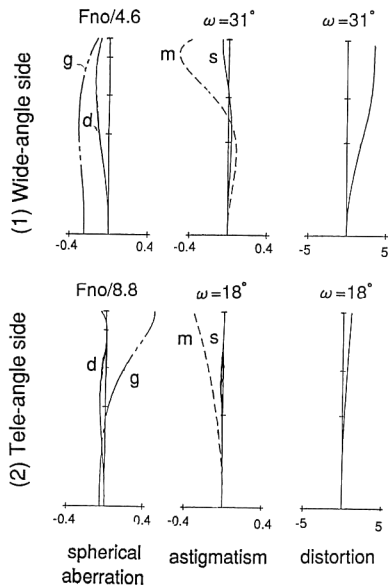 (1) Wide-angle side
Fno/4.6
ω=31°
ω=31°
g
d
m
s
-0.4 0.4
-0.4 0.4
-5 5
(2) Tele-angle side
Fno/8.8
ω=18°
ω=18°
d
g
m
s
-0.4 0.4
-0.4 0.4
-5 5
spherical
aberration
astigmatism
distortion